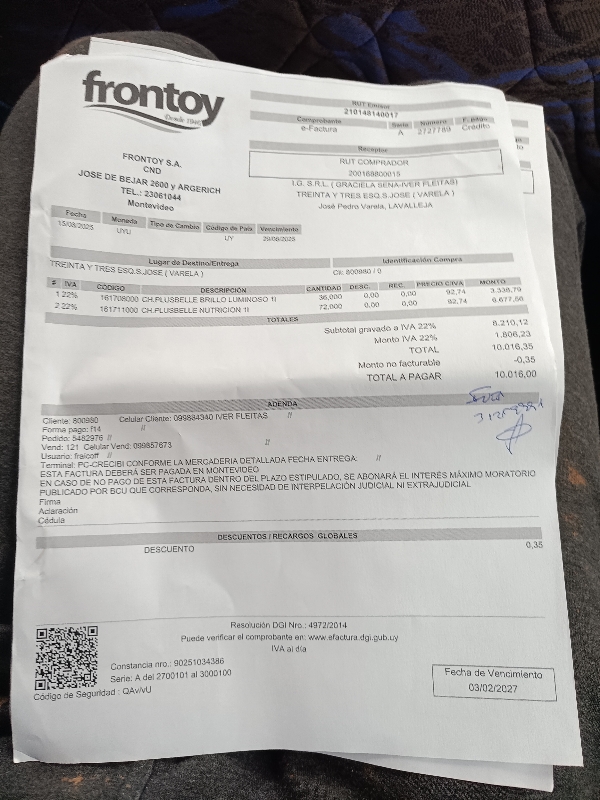 frontoy
Desde 1946
RUT Emisor
210148140017
Comprobante Serie Número F. pago
e-Factura A 2727789 Crédito
Receptor
RUT COMPRADOR
200168800015
FRONTOY S.A.
CND
JOSE DE BEJAR 2600 y ARGERICH
TEL.: 23061044
Montevideo
I.G. S.R.L ( GRACIELA SENA-IVER FLEITAS)
TREINTA Y TRES ESQ.S.JOSE ( VARELA )
José Pedro Varela, LAVALLEJA
Fecha Moneda Tipo de Cambio Código de País Vencimiento
15/08/2025 UYU UY 29/08/2025
Lugar de Destino/Entrega Identificación Compra
TREINTA Y TRES ESQ.S.JOSE ( VARELA ) Cli: 800980 / 0
# IVA CÓDIGO DESCRIPCIÓN CANTIDAD DESC. REC. PRECIO C/IVA MONTO
1 22% 161708000 CH.PLUSBELLE BRILLO LUMINOSO 1l 36,000 0,00 0,00 92,74 3.338,79
2 22% 161711000 CH.PLUSBELLE NUTRICION 1l 72,000 0,00 0,00 92,74 6.677,56
TOTALES
Subtotal gravado a IVA 22% 8.210,12
Monto IVA 22% 1.806,23
TOTAL 10.016,35
Monto no facturable -0,35
TOTAL A PAGAR 10.016,00
ADENDA
Cliente: 800980 Celular Cliente: 099884340 IVER FLEITAS //
Forma pago: f14 //
Pedido: 5482976 //
Vend: 121 Celular Vend: 099857673
Usuario: fraicoff // //
Terminal: PC-CRECIBI CONFORME LA MERCADERIA DETALLADA FECHA ENTREGA: //
ESTA FACTURA DEBERÁ SER PAGADA EN MONTEVIDEO
EN CASO DE NO PAGO DE ESTA FACTURA DENTRO DEL PLAZO ESTIPULADO, SE ABONARÁ EL INTERÉS MÁXIMO MORATORIO
PUBLICADO POR BCU QUE CORRESPONDA, SIN NECESIDAD DE INTERPELACIÓN JUDICIAL NI EXTRAJUDICIAL
Firma
Aclaración
Cédula
DESCUENTOS / RECARGOS GLOBALES
DESCUENTO 0,35
Resolución DGI Nro.: 4972/2014
Puede verificar el comprobante en: www.efactura.dgi.gub.uy
IVA al día
Constancia nro.: 90251034386
Serie: A del 2700101 al 3000100
Código de Seguridad : QAv/vU
Fecha de Vencimiento
03/02/2027